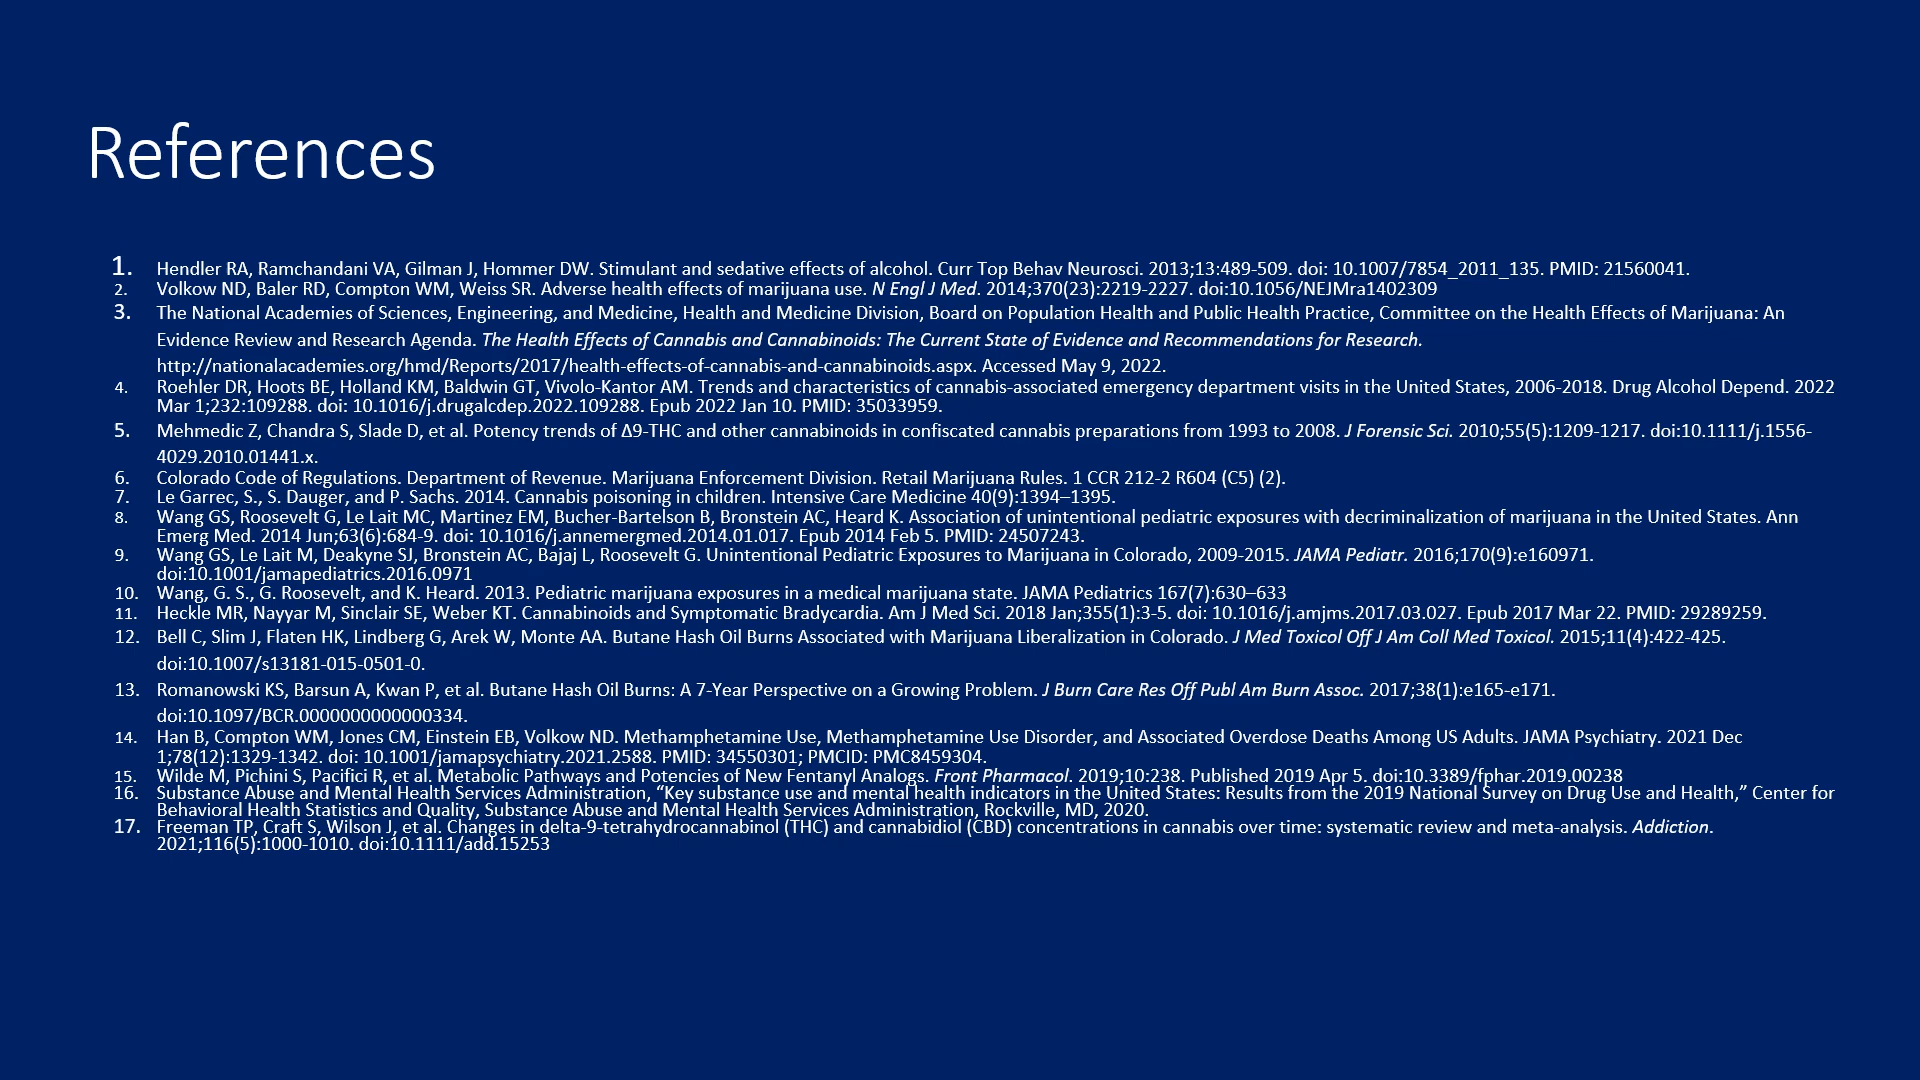 References
1. Hendler RA, Ramchandani VA, Gilman J, Hommer DW. Stimulant and sedative effects of alcohol. Curr Top Behav Neurosci. 2013;13:489-509. doi: 10.1007/7854_2011_135. PMID: 21560041.
2. Volkow ND, Baler RD, Compton WM, Weiss SR. Adverse health effects of marijuana use. N Engl J Med. 2014;370(23):2219-2227. doi:10.1056/NEJMra1402309
3. The National Academies of Sciences, Engineering, and Medicine, Health and Medicine Division, Board on Population Health and Public Health Practice, Committee on the Health Effects of Marijuana: An
Evidence Review and Research Agenda. The Health Effects of Cannabis and Cannabinoids: The Current State of Evidence and Recommendations for Research.
http://nationalacademies.org/hmd/Reports/2017/health-effects-of-cannabis-and-cannabinoids.aspx. Accessed May 9, 2022.
4. Roehler DR, Hoots BE, Holland KM, Baldwin GT, Vivolo-Kantor AM. Trends and characteristics of cannabis-associated emergency department visits in the United States, 2006-2018. Drug Alcohol Depend. 2022
Mar 1;232:109288. doi: 10.1016/j.drugalcdep.2022.109288. Epub 2022 Jan 10. PMID: 35033959.
5. Mehmedic Z, Chandra S, Slade D, et al. Potency trends of Δ9-THC and other cannabinoids in confiscated cannabis preparations from 1993 to 2008. J Forensic Sci. 2010;55(5):1209-1217. doi:10.1111/j.1556-
4029.2010.01441.x.
6. Colorado Code of Regulations. Department of Revenue. Marijuana Enforcement Division. Retail Marijuana Rules. 1 CCR 212-2 R604 (C5) (2).
7. Le Garrec, S., S. Dauger, and P. Sachs. 2014. Cannabis poisoning in children. Intensive Care Medicine 40(9):1394–1395.
8. Wang GS, Roosevelt G, Le Lait MC, Martinez EM, Bucher-Bartelson B, Bronstein AC, Heard K. Association of unintentional pediatric exposures with decriminalization of marijuana in the United States. Ann
Emerg Med. 2014 Jun;63(6):684-9. doi: 10.1016/j.annemergmed.2014.01.017. Epub 2014 Feb 5. PMID: 24507243.
9. Wang GS, Le Lait M, Deakyne SJ, Bronstein AC, Bajaj L, Roosevelt G. Unintentional Pediatric Exposures to Marijuana in Colorado, 2009-2015. JAMA Pediatr. 2016;170(9):e160971.
doi:10.1001/jamapediatrics.2016.0971
10. Wang, G. S., G. Roosevelt, and K. Heard. 2013. Pediatric marijuana exposures in a medical marijuana state. JAMA Pediatrics 167(7):630–633
11. Heckle MR, Nayyar M, Sinclair SE, Weber KT. Cannabinoids and Symptomatic Bradycardia. Am J Med Sci. 2018 Jan;355(1):3-5. doi: 10.1016/j.amjms.2017.03.027. Epub 2017 Mar 22. PMID: 29289259.
12. Bell C, Slim J, Flaten HK, Lindberg G, Arek W, Monte AA. Butane Hash Oil Burns Associated with Marijuana Liberalization in Colorado. J Med Toxicol Off J Am Coll Med Toxicol. 2015;11(4):422-425.
doi:10.1007/s13181-015-0501-0.
13. Romanowski KS, Barsun A, Kwan P, et al. Butane Hash Oil Burns: A 7-Year Perspective on a Growing Problem. J Burn Care Res Off Publ Am Burn Assoc. 2017;38(1):e165-e171.
doi:10.1097/BCR.0000000000000334.
14. Han B, Compton WM, Jones CM, Einstein EB, Volkow ND. Methamphetamine Use, Methamphetamine Use Disorder, and Associated Overdose Deaths Among US Adults. JAMA Psychiatry. 2021 Dec
1;78(12):1329-1342. doi: 10.1001/jamapsychiatry.2021.2588. PMID: 34550301; PMCID: PMC8459304.
15. Wilde M, Pichini S, Pacifici R, et al. Metabolic Pathways and Potencies of New Fentanyl Analogs. Front Pharmacol. 2019;10:238. Published 2019 Apr 5. doi:10.3389/fphar.2019.00238
16. Substance Abuse and Mental Health Services Administration, “Key substance use and mental health indicators in the United States: Results from the 2019 National Survey on Drug Use and Health,” Center for
Behavioral Health Statistics and Quality, Substance Abuse and Mental Health Services Administration, Rockville, MD, 2020.
17. Freeman TP, Craft S, Wilson J, et al. Changes in delta-9-tetrahydrocannabinol (THC) and cannabidiol (CBD) concentrations in cannabis over time: systematic review and meta-analysis. Addiction.
2021;116(5):1000-1010. doi:10.1111/add.15253